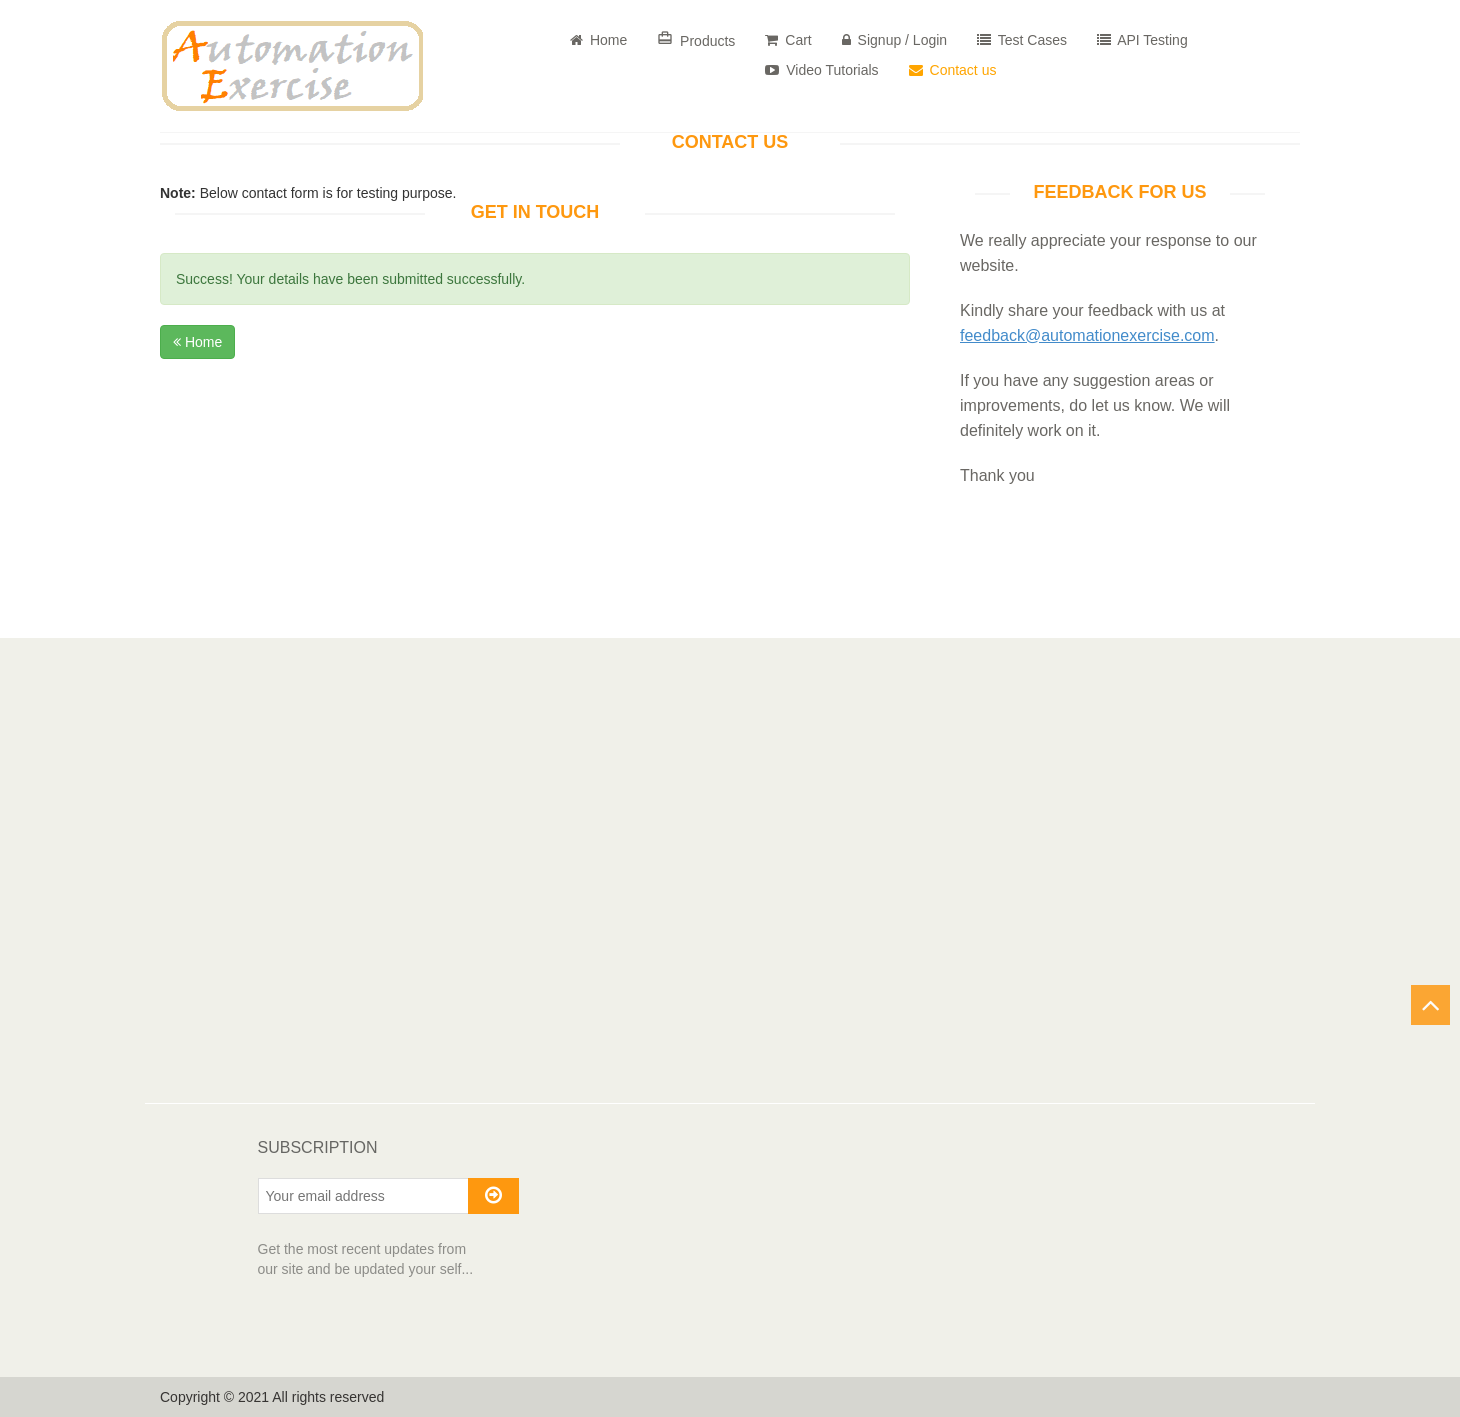 Automation
Exercise
Home Products Cart Signup / Login Test Cases API Testing
Video Tutorials Contact us
CONTACT US
Note: Below contact form is for testing purpose.
GET IN TOUCH
Success! Your details have been submitted successfully.
« Home
FEEDBACK FOR US
We really appreciate your response to our
website.
Kindly share your feedback with us at
feedback@automationexercise.com.
If you have any suggestion areas or
improvements, do let us know. We will
definitely work on it.
Thank you
SUBSCRIPTION
Your email address
Get the most recent updates from
our site and be updated your self...
Copyright © 2021 All rights reserved